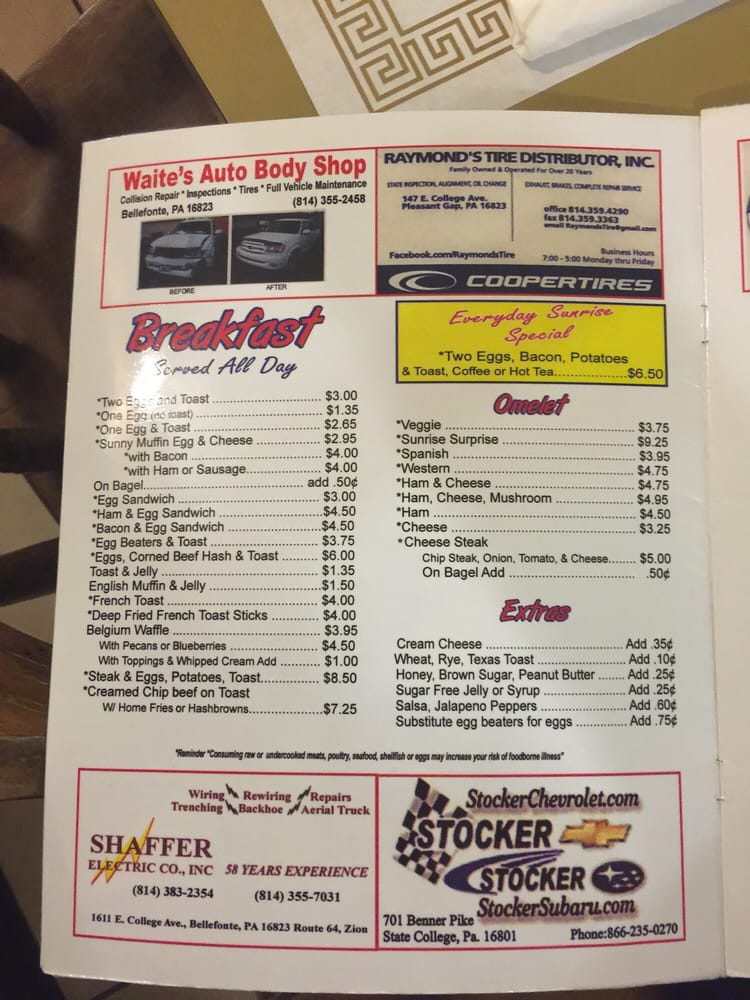 Waite's Auto Body Shop
Collision Repair * Inspections * Tires * Full Vehicle Maintenance
Bellefonte, PA 16823 (814) 355-2458
BEFORE AFTER
RAYMOND'S TIRE DISTRIBUTOR, INC.
Family Owned & Operated For Over 20 Years
STATE INSPECTION, ALIGNMENT, OIL CHANGE
EXHAUST, BRAKES, COMPLETE REPAIR SERVICE
147 E. College Ave.
Pleasant Gap, PA 16823
office 814.359.4290
fax 814.359.3363
email RaymondsTire@gmail.com
Business Hours
Facebook.com/RaymondsTire 7:00 - 5:00 Monday thru Friday
COOPERTIRES
Breakfast
Served All Day
*Two Eggs and Toast ........ $3.00
*One Egg (no toast) ........ $1.35
*One Egg & Toast ........ $2.65
*Sunny Muffin Egg & Cheese ........ $2.95
*with Bacon ........ $4.00
*with Ham or Sausage........ $4.00
On Bagel........ add .50¢
*Egg Sandwich ........ $3.00
*Ham & Egg Sandwich ........ $4.50
*Bacon & Egg Sandwich ........ $4.50
*Egg Beaters & Toast ........ $3.75
*Eggs, Corned Beef Hash & Toast ........ $6.00
Toast & Jelly ........ $1.35
English Muffin & Jelly ........ $1.50
*French Toast ........ $4.00
*Deep Fried French Toast Sticks ........ $4.00
Belgium Waffle ........ $3.95
With Pecans or Blueberries ........ $4.50
With Toppings & Whipped Cream Add ........ $1.00
*Steak & Eggs, Potatoes, Toast........ $8.50
*Creamed Chip beef on Toast
W/ Home Fries or Hashbrowns........ $7.25
Everyday Sunrise
Special
*Two Eggs, Bacon, Potatoes
& Toast, Coffee or Hot Tea........ $6.50
Omelet
*Veggie ........ $3.75
*Sunrise Surprise ........ $9.25
*Spanish ........ $3.95
*Western ........ $4.75
*Ham & Cheese ........ $4.75
*Ham, Cheese, Mushroom ........ $4.95
*Ham ........ $4.50
*Cheese ........ $3.25
*Cheese Steak
Chip Steak, Onion, Tomato, & Cheese........ $5.00
On Bagel Add ........ .50¢
Extras
Cream Cheese ........ Add .35¢
Wheat, Rye, Texas Toast ........ Add .10¢
Honey, Brown Sugar, Peanut Butter ........ Add .25¢
Sugar Free Jelly or Syrup ........ Add .25¢
Salsa, Jalapeno Peppers ........ Add .60¢
Substitute egg beaters for eggs ........ Add .75¢
*Reminder "Consuming raw or undercooked meats, poultry, seafood, shellfish or eggs may increase your risk of foodborne illness"
Wiring Rewiring Repairs
Trenching Backhoe Aerial Truck
SHAFFER
ELECTRIC CO., INC 58 YEARS EXPERIENCE
(814) 383-2354 (814) 355-7031
1611 E. College Ave., Bellefonte, PA 16823 Route 64, Zion
StockerChevrolet.com
STOCKER
STOCKER
StockerSubaru.com
701 Benner Pike
State College, Pa. 16801 Phone:866-235-0270